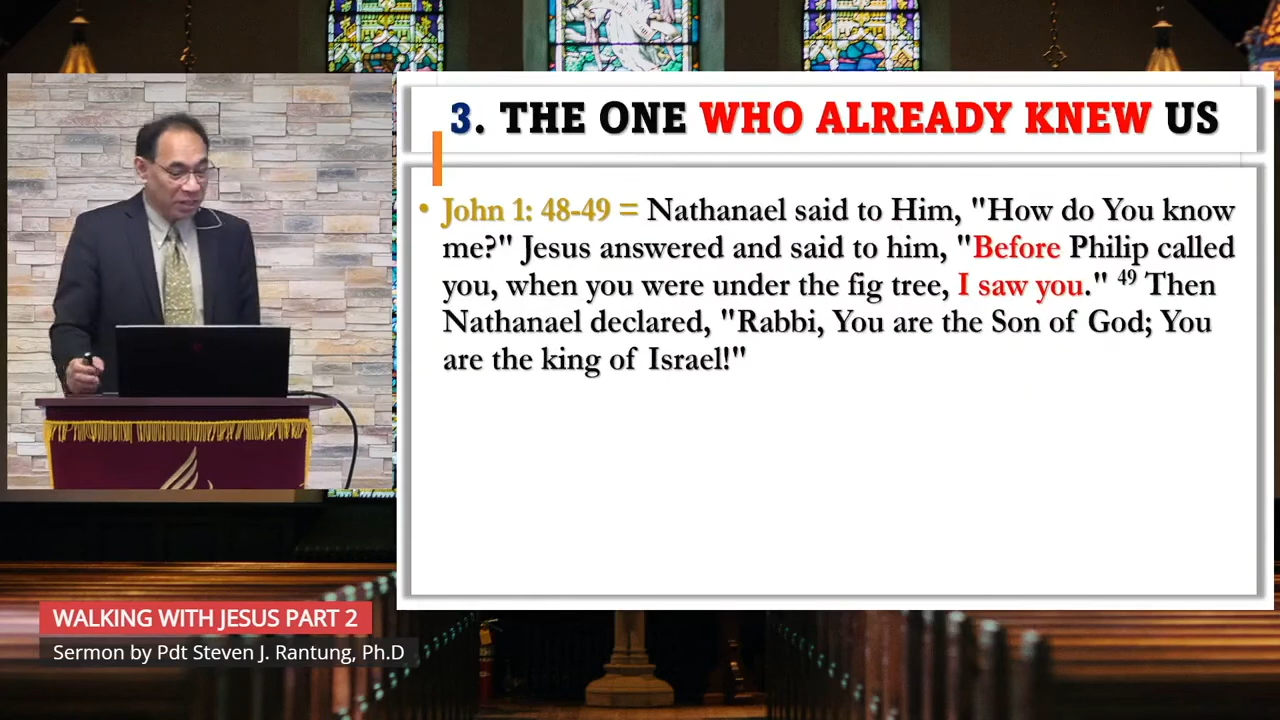 3. THE ONE WHO ALREADY KNEW US
• John 1: 48-49 = Nathanael said to Him, "How do You know
me?" Jesus answered and said to him, "Before Philip called
you, when you were under the fig tree, I saw you." 49 Then
Nathanael declared, "Rabbi, You are the Son of God; You
are the king of Israel!"
WALKING WITH JESUS PART 2
Sermon by Pdt Steven J. Rantung, Ph.D